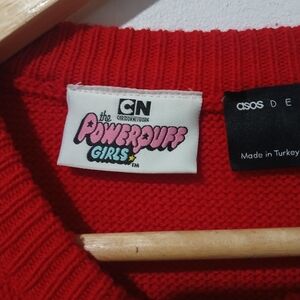 CN
CARTOON NETWORK
the
POWERPUFF
GIRLS
TM
asos DE
Made in Turkey